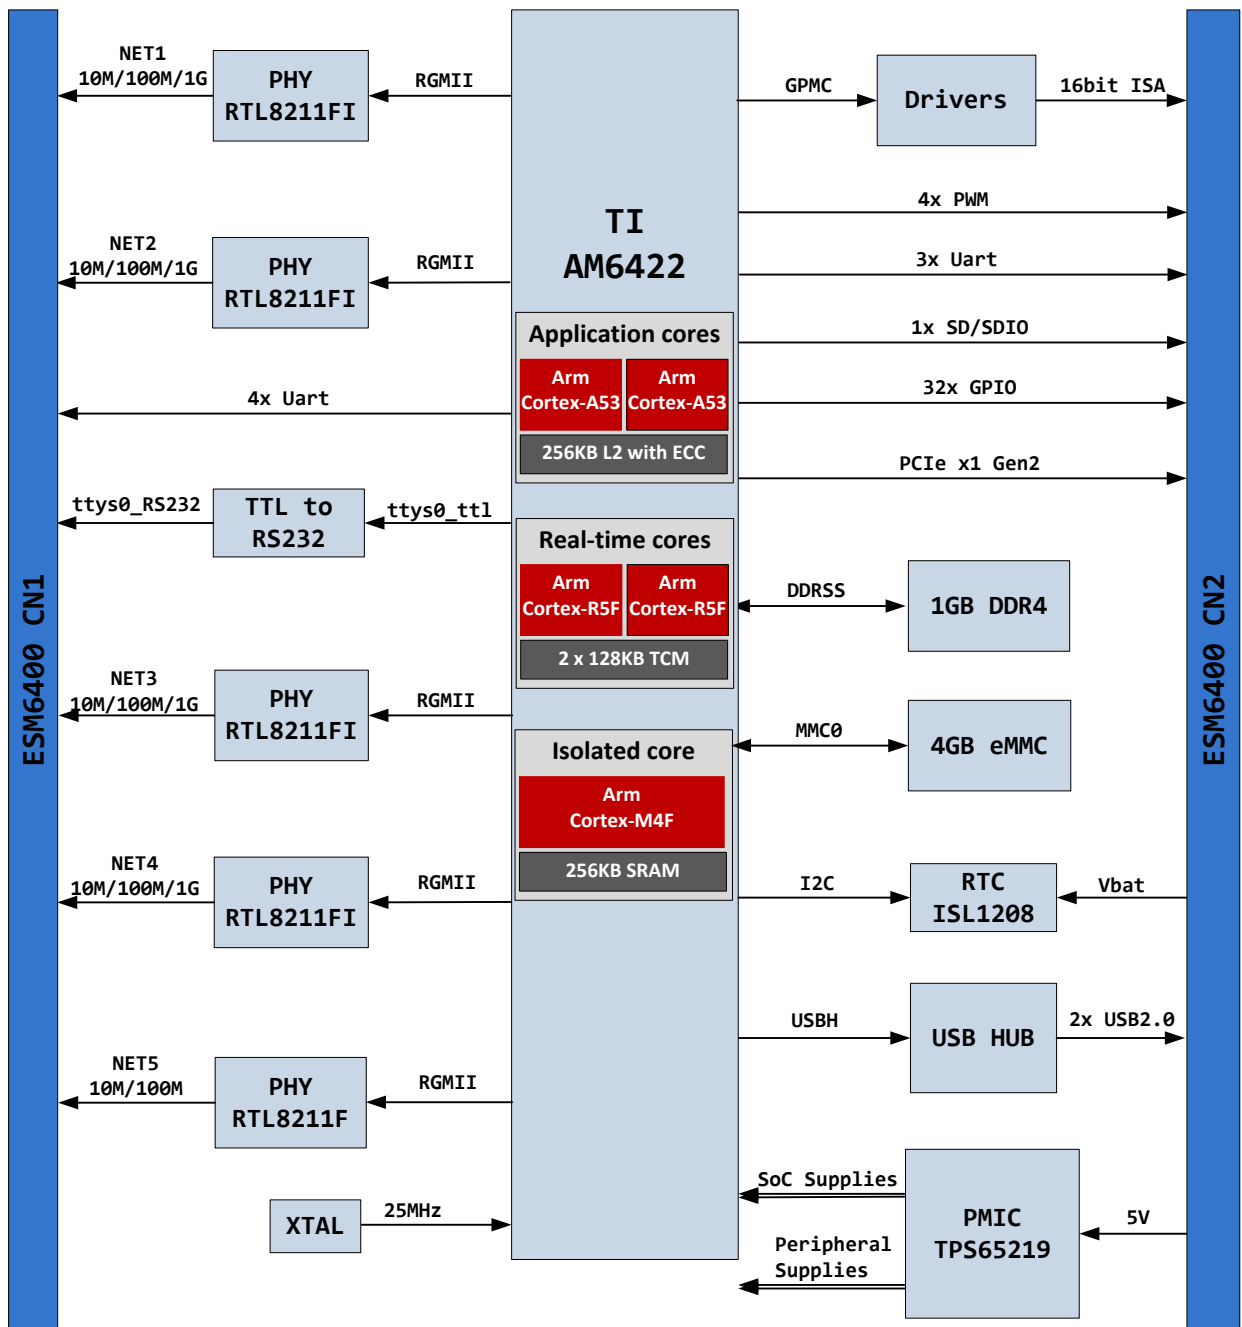 ESM6400 CN1
NET1
10M/100M/1G
PHY
RTL8211FI
RGMII
NET2
10M/100M/1G
PHY
RTL8211FI
RGMII
4x Uart
ttys0_RS232
TTL to
RS232
ttys0_ttl
NET3
10M/100M/1G
PHY
RTL8211FI
RGMII
NET4
10M/100M/1G
PHY
RTL8211FI
RGMII
NET5
10M/100M
PHY
RTL8211F
RGMII
XTAL
25MHz
TI
AM6422
Application cores
Arm
Cortex-A53
Arm
Cortex-A53
256KB L2 with ECC
Real-time cores
Arm
Cortex-R5F
Arm
Cortex-R5F
2 x 128KB TCM
Isolated core
Arm
Cortex-M4F
256KB SRAM
GPMC
Drivers
16bit ISA
4x PWM
3x Uart
1x SD/SDIO
32x GPIO
PCIe x1 Gen2
DDRSS
1GB DDR4
MMC0
4GB eMMC
I2C
RTC
ISL1208
Vbat
USBH
USB HUB
2x USB2.0
SoC Supplies
Peripheral
Supplies
PMIC
TPS65219
5V
ESM6400 CN2